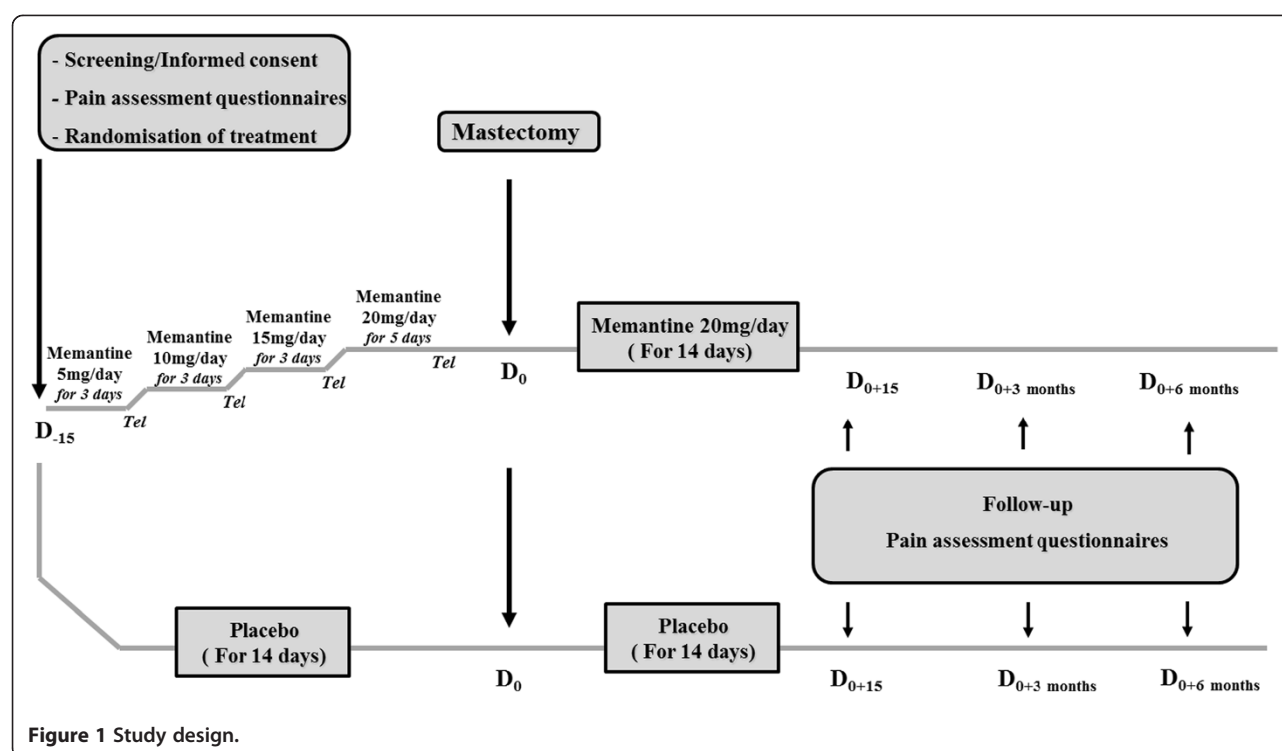 - Screening/Informed consent
- Pain assessment questionnaires
- Randomisation of treatment
Mastectomy
Memantine
5mg/day
for 3 days
Tel
Memantine
10mg/day
for 3 days
Tel
Memantine
15mg/day
for 3 days
Tel
Memantine
20mg/day
for 5 days
Tel
D-15
D0
Memantine 20mg/day
( For 14 days)
D0+15
D0+3 months
D0+6 months
Follow-up
Pain assessment questionnaires
Placebo
( For 14 days)
D0
Placebo
( For 14 days)
D0+15
D0+3 months
D0+6 months
Figure 1 Study design.